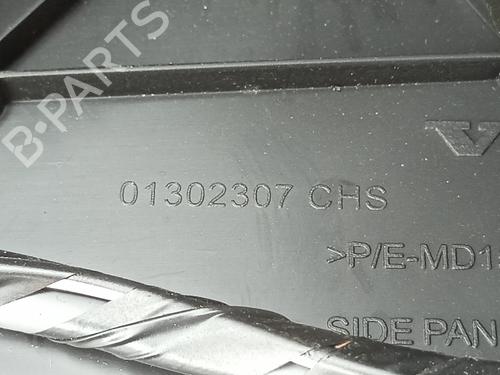 B-PARTS
01302307 CHS
>P/E-MD1
SIDE PAN